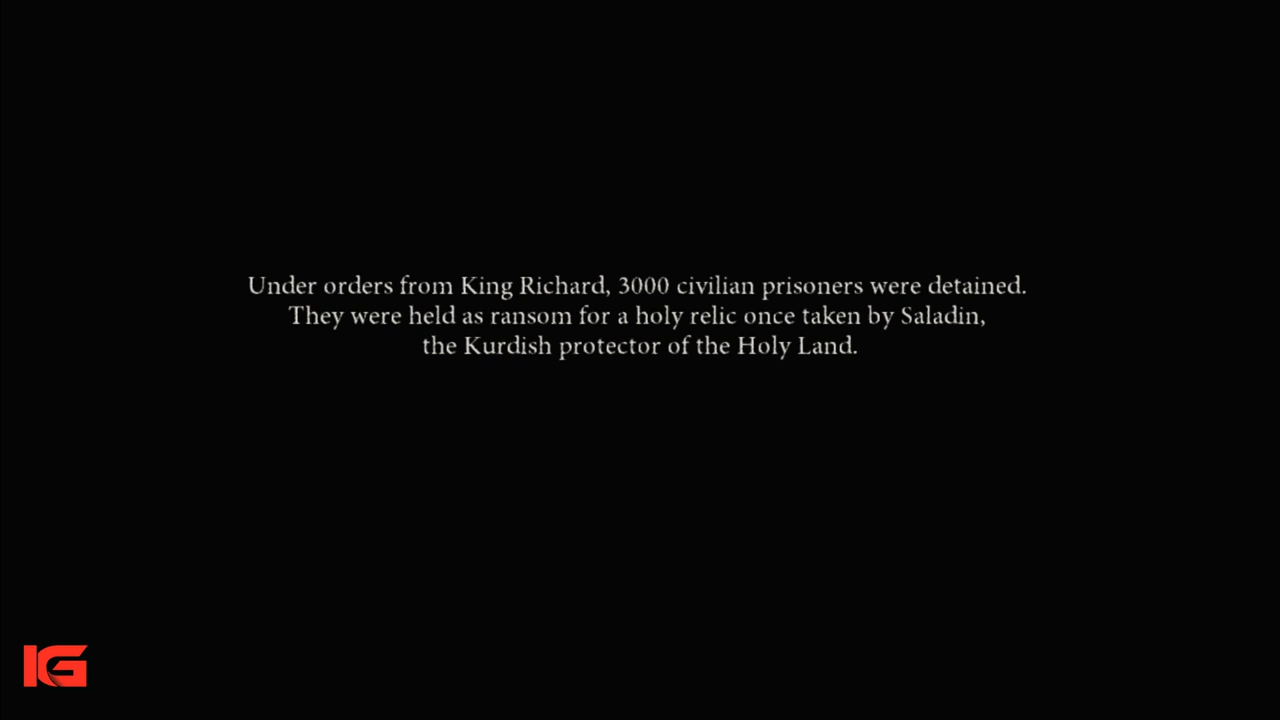 Under orders from King Richard, 3000 civilian prisoners were detained.
They were held as ransom for a holy relic once taken by Saladin,
the Kurdish protector of the Holy Land.
IG